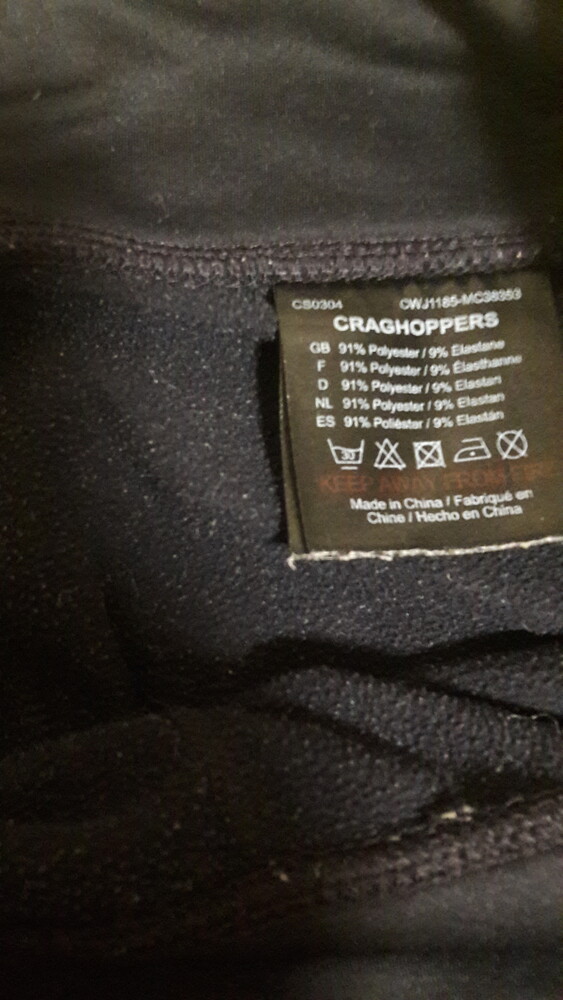 CS0304 CWJ1185-MC38353
CRAGHOPPERS
GB 91% Polyester / 9% Elastane
F 91% Polyester / 9% Élasthanne
D 91% Polyester / 9% Elastan
NL 91% Polyester / 9% Elastan
ES 91% Poliéster / 9% Elastán
30
KEEP AWAY FROM FIRE
Made in China / Fabriqué en
Chine / Hecho en China